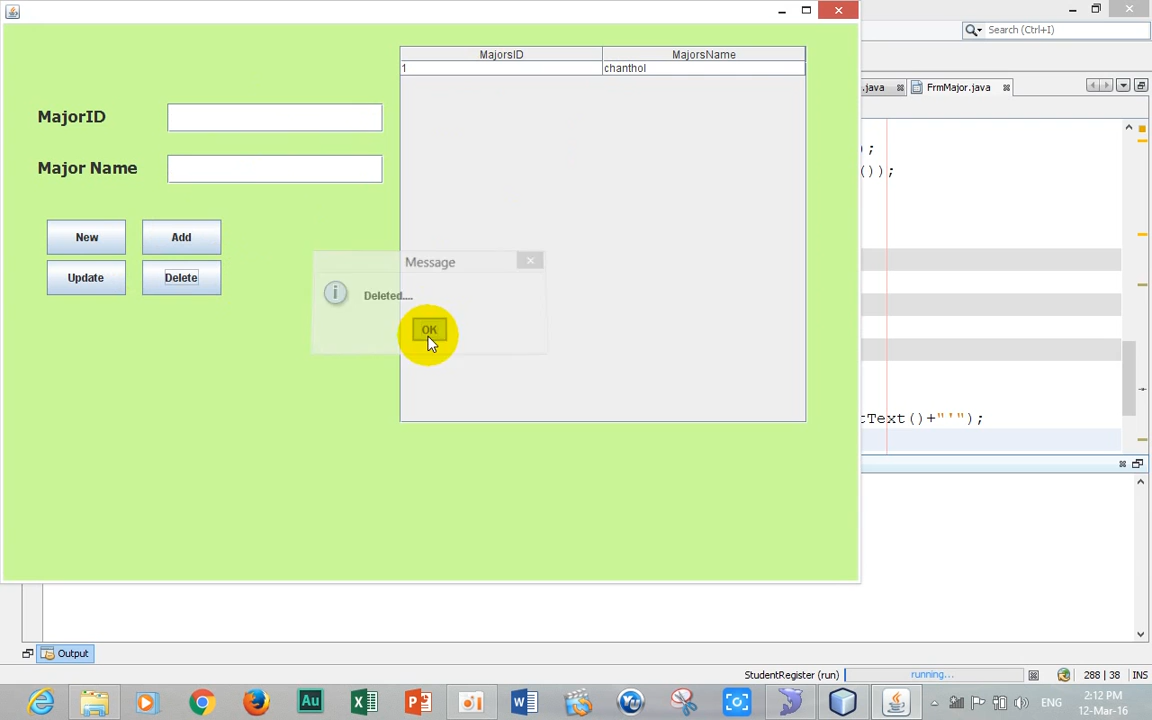 Search (Ctrl+I)
.java
FrmMajor.java
MajorsID MajorsName
1 chanthol
MajorID
Major Name
New Add
Update Delete
Message
Deleted....
OK
);
());
Text()+"'");
Output
StudentRegister (run) running... 288 | 38 INS
ENG
2:12 PM
12-Mar-16